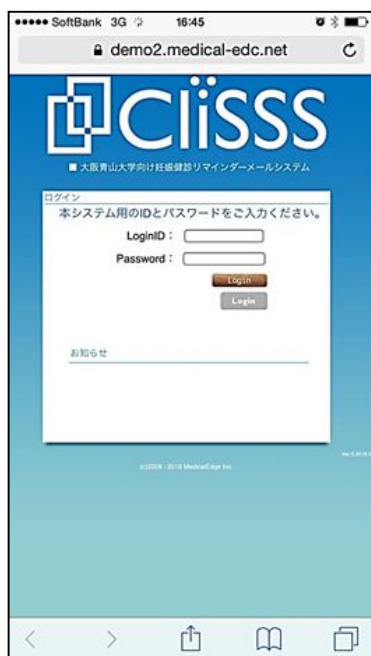 SoftBank 3G 16:45
demo2.medical-edc.net
CliSSS
■ 大阪青山大学向け妊娠健診リマインダーメールシステム
ログイン
本システム用のIDとパスワードをご入力ください。
LoginID：
Password：
Login
Login
お知らせ
MedicalEdge Inc.